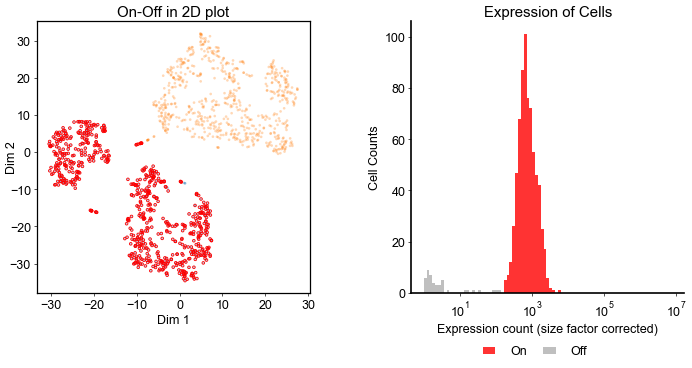 On-Off in 2D plot
Dim 2
30
20
10
0
−10
−20
−30
−30 −20 −10 0 10 20 30
Dim 1
Expression of Cells
Cell Counts
100
80
60
40
20
0
10^1 10^3 10^5 10^7
Expression count (size factor corrected)
On Off